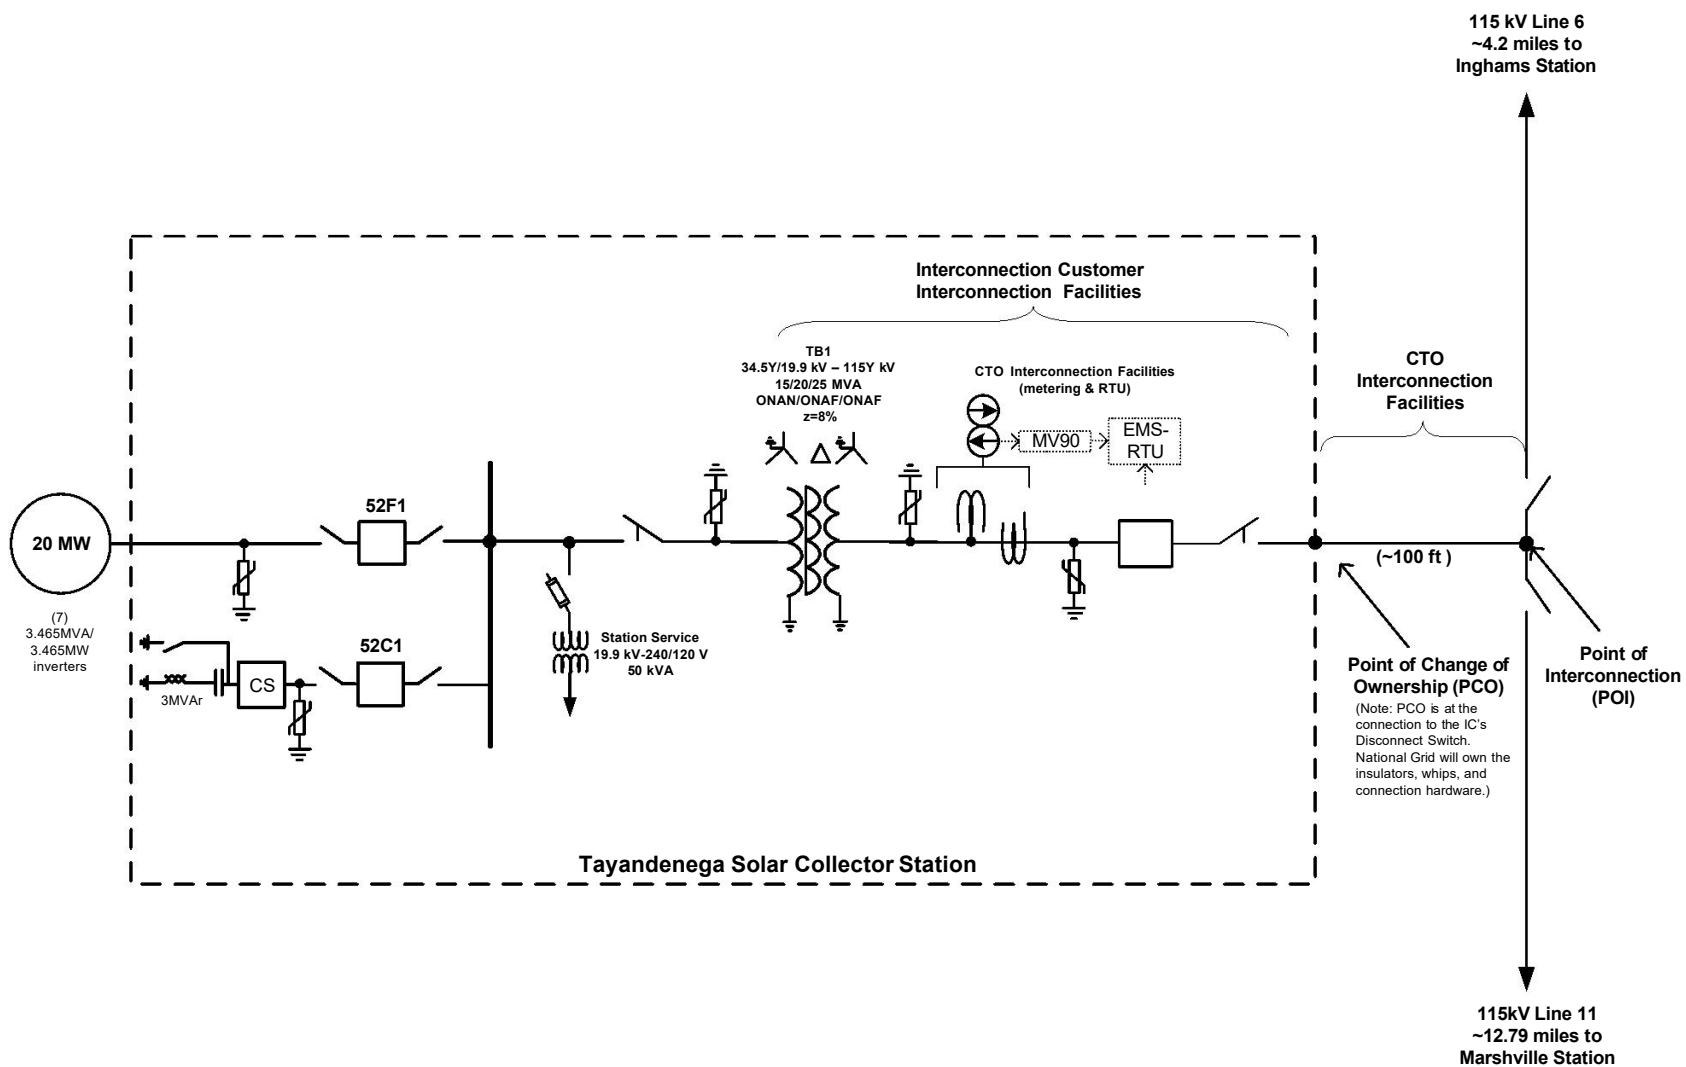 115 kV Line 6
~4.2 miles to
Inghams Station
Interconnection Customer
Interconnection Facilities
TB1
34.5Y/19.9 kV – 115Y kV
15/20/25 MVA
ONAN/ONAF/ONAF
z=8%
CTO Interconnection Facilities
(metering & RTU)
MV90
EMS-
RTU
CTO
Interconnection
Facilities
20 MW
(7)
3.465MVA/
3.465MW
inverters
52F1
52C1
CS
3MVAr
Station Service
19.9 kV-240/120 V
50 kVA
(~100 ft )
Point of Change of
Ownership (PCO)
(Note: PCO is at the
connection to the IC's
Disconnect Switch.
National Grid will own the
insulators, whips, and
connection hardware.)
Point of
Interconnection
(POI)
Tayandenega Solar Collector Station
115kV Line 11
~12.79 miles to
Marshville Station